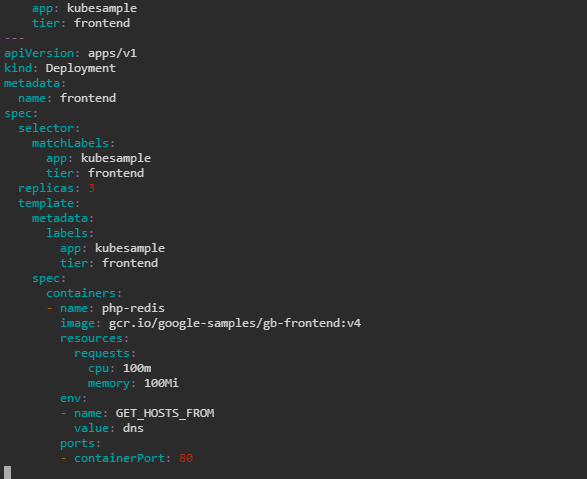 app: kubesample
    tier: frontend
---
apiVersion: apps/v1
kind: Deployment
metadata:
  name: frontend
spec:
  selector:
    matchLabels:
      app: kubesample
      tier: frontend
  replicas: 3
  template:
    metadata:
      labels:
        app: kubesample
        tier: frontend
    spec:
      containers:
      - name: php-redis
        image: gcr.io/google-samples/gb-frontend:v4
        resources:
          requests:
            cpu: 100m
            memory: 100Mi
        env:
        - name: GET_HOSTS_FROM
          value: dns
        ports:
        - containerPort: 80